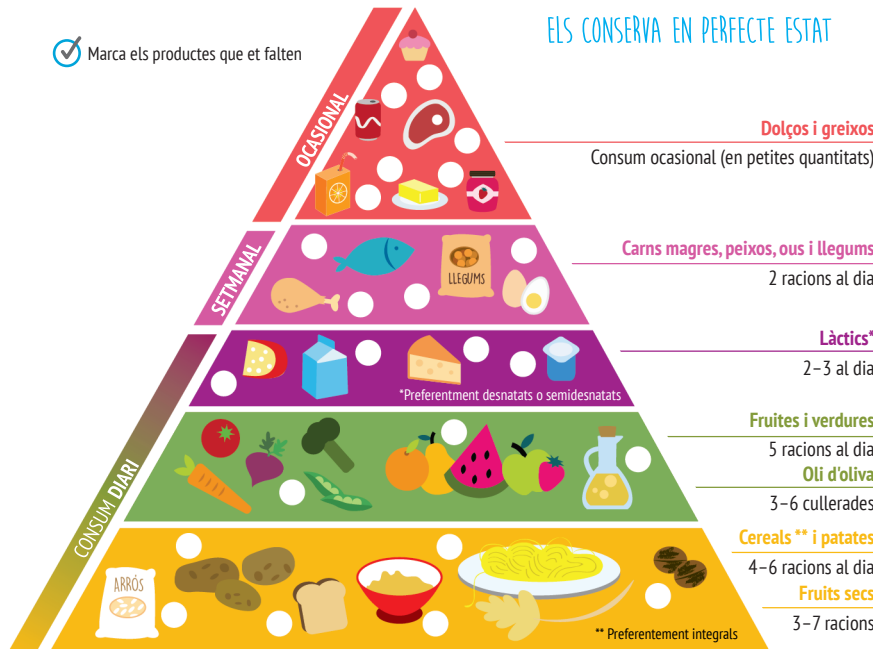 ELS CONSERVA EN PERFECTE ESTAT
Marca els productes que et falten
OCASIONAL
Dolços i greixos
Consum ocasional (en petites quantitats)
SETMANAL
LLEGUMS
Carns magres, peixos, ous i llegums
2 racions al dia
CONSUM DIARI
Làctics*
2–3 al dia
*Preferentment desnatats o semidesnatats
Fruites i verdures
5 racions al dia
Oli d'oliva
3–6 cullerades
Cereals ** i patates
4–6 racions al dia
ARRÒS
Fruits secs
3–7 racions
** Preferentement integrals